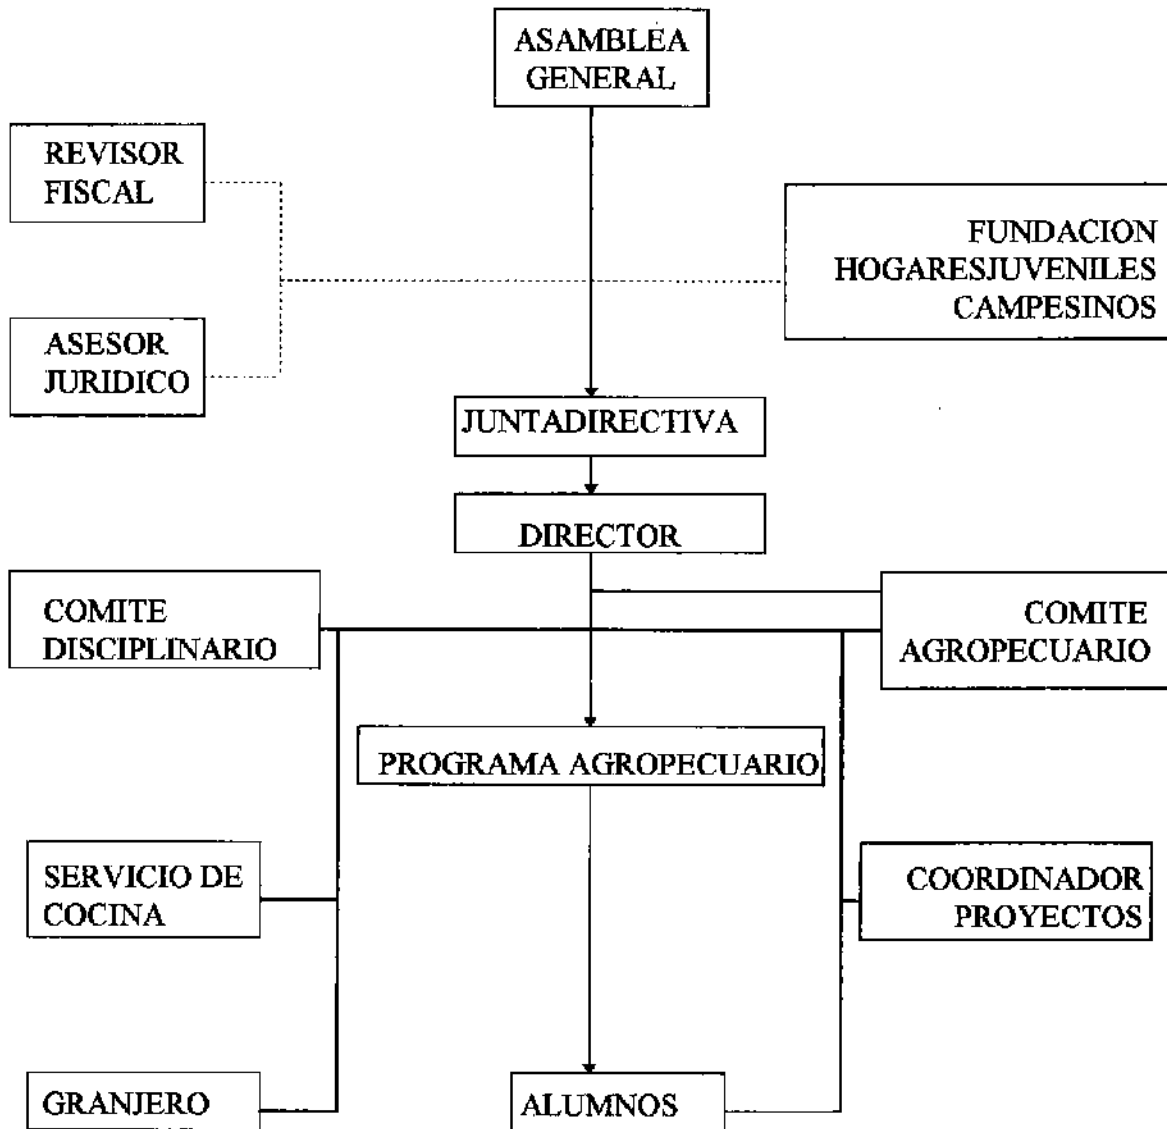 ASAMBLEA
GENERAL
REVISOR
FISCAL
FUNDACION
HOGARESJUVENILES
CAMPESINOS
ASESOR
JURIDICO
JUNTADIRECTIVA
DIRECTOR
COMITE
DISCIPLINARIO
COMITE
AGROPECUARIO
PROGRAMA AGROPECUARIO
SERVICIO DE
COCINA
COORDINADOR
PROYECTOS
GRANJERO
ALUMNOS